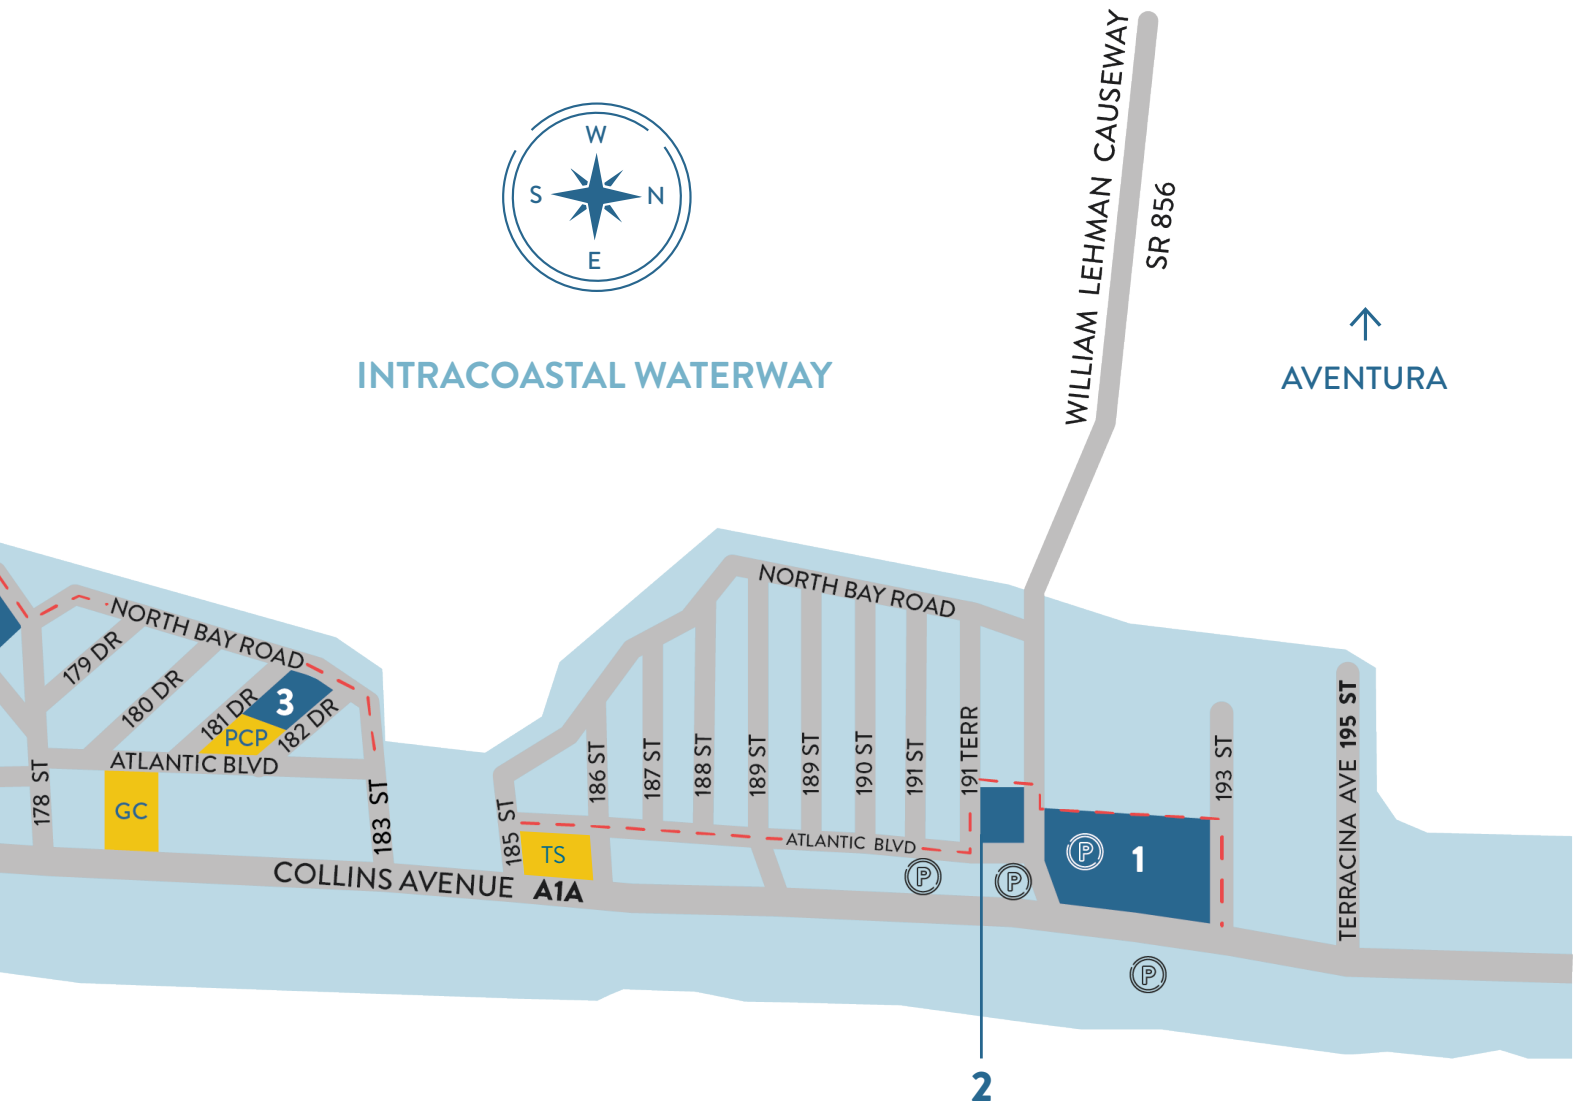 W
S
N
E
WILLIAM LEHMAN CAUSEWAY
SR 856
INTRACOASTAL WATERWAY
AVENTURA
NORTH BAY ROAD
179 DR
180 DR
181 DR
3
182 DR
PCP
ATLANTIC BLVD
178 ST
GC
183 ST
NORTH BAY ROAD
185 ST
186 ST
187 ST
188 ST
189 ST
189 ST
190 ST
191 ST
191 TERR
193 ST
TERRACINA AVE 195 ST
TS
ATLANTIC BLVD
COLLINS AVENUE A1A
P
P
P
1
P
2